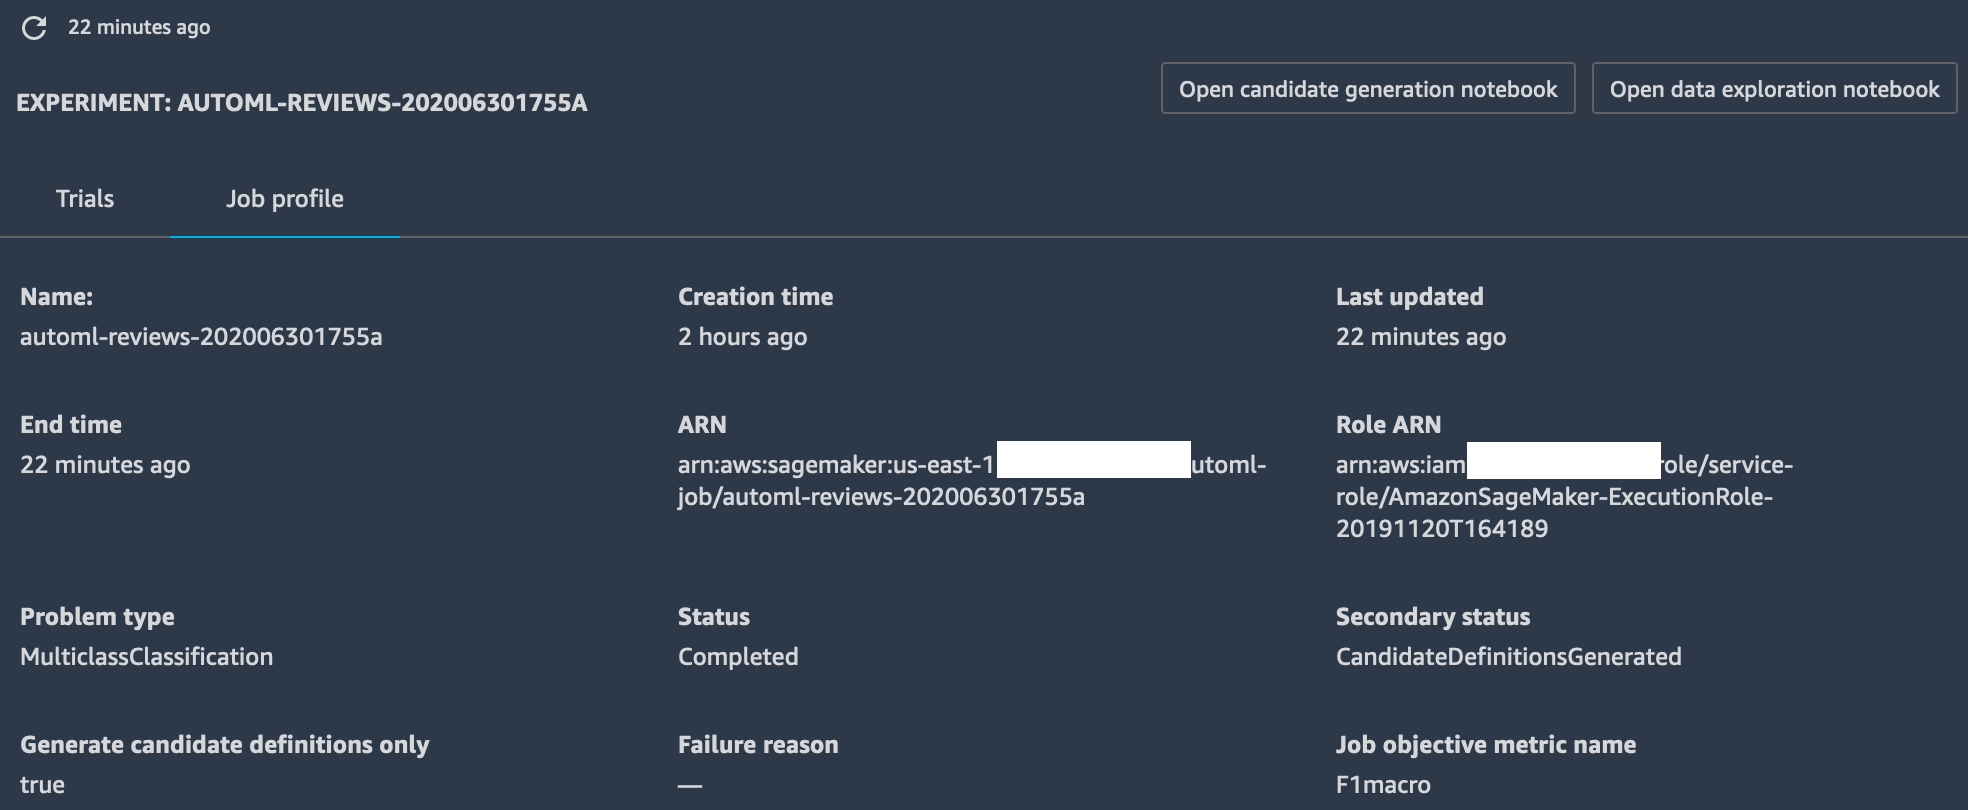 22 minutes ago
EXPERIMENT: AUTOML-REVIEWS-202006301755A
Open candidate generation notebook
Open data exploration notebook
Trials
Job profile
Name:
automl-reviews-202006301755a
Creation time
2 hours ago
Last updated
22 minutes ago
End time
22 minutes ago
ARN
arn:aws:sagemaker:us-east-1 utoml-
job/automl-reviews-202006301755a
Role ARN
arn:aws:iam role/service-
role/AmazonSageMaker-ExecutionRole-
20191120T164189
Problem type
MulticlassClassification
Status
Completed
Secondary status
CandidateDefinitionsGenerated
Generate candidate definitions only
true
Failure reason
—
Job objective metric name
F1macro